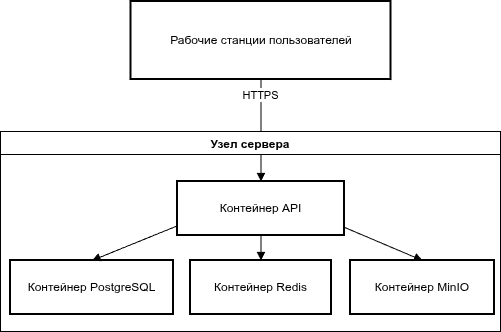 Рабочие станции пользователей
HTTPS
Узел сервера
Контейнер API
Контейнер PostgreSQL
Контейнер Redis
Контейнер MinIO